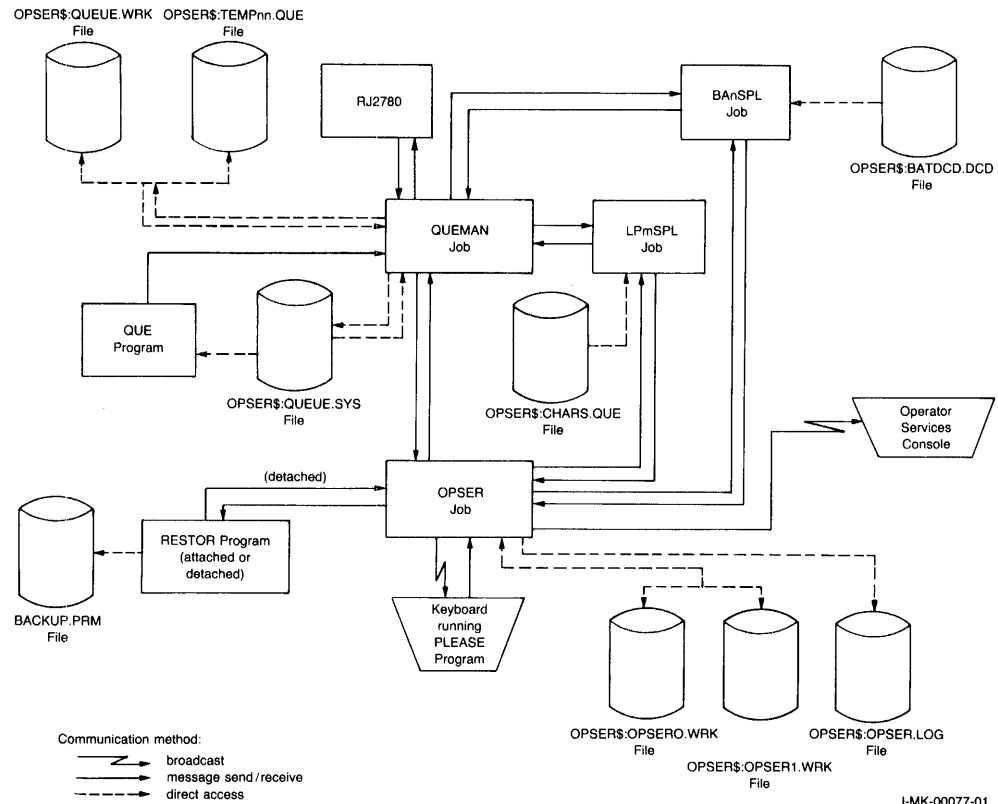 OPSER$:QUEUE.WRK
File
OPSER$:TEMPnn.QUE
File
RJ2780
BAnSPL
Job
OPSER$:BATDCD.DCD
File
QUEMAN
Job
LPmSPL
Job
QUE
Program
OPSER$:QUEUE.SYS
File
OPSER$:CHARS.QUE
File
Operator
Services
Console
(detached)
OPSER
Job
RESTOR Program
(attached or
detached)
BACKUP.PRM
File
Keyboard
running
PLEASE
Program
OPSER$:OPSER0.WRK
File
OPSER$:OPSER1.WRK
File
OPSER$:OPSER.LOG
File
Communication method:
broadcast
message send/receive
direct access
I-MK-00077-01